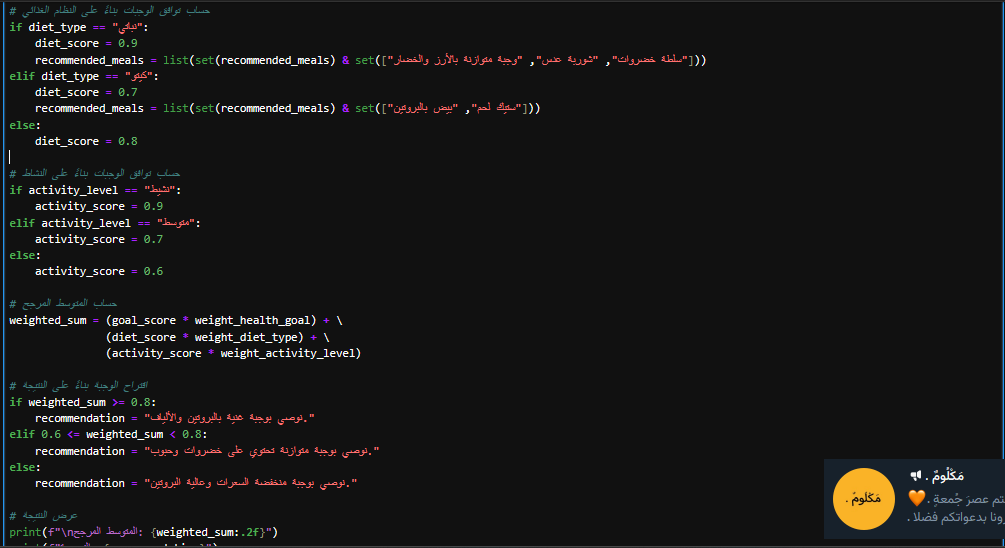 # حساب توافق الوجبات بناءً على النظام الغذائي
if diet_type == "نباتي":
    diet_score = 0.9
    recommended_meals = list(set(recommended_meals) & set(["سلطة خضروات", "شوربة عدس", "وجبة متوازنة بالأرز والخضار"]))
elif diet_type == "كيتو":
    diet_score = 0.7
    recommended_meals = list(set(recommended_meals) & set(["ستيك لحم", "بيض بالبروتين"]))
else:
    diet_score = 0.8
# حساب توافق الوجبات بناءً على النشاط
if activity_level == "نشيط":
    activity_score = 0.9
elif activity_level == "متوسط":
    activity_score = 0.7
else:
    activity_score = 0.6
# حساب المتوسط المرجح
weighted_sum = (goal_score * weight_health_goal) + \
               (diet_score * weight_diet_type) + \
               (activity_score * weight_activity_level)
# اقتراح الوجبة بناءً على النتيجة
if weighted_sum >= 0.8:
    recommendation = "نوصي بوجبة غنية بالبروتين والألياف."
elif 0.6 <= weighted_sum < 0.8:
    recommendation = "نوصي بوجبة متوازنة تحتوي على خضروات وحبوب."
else:
    recommendation = "نوصي بوجبة منخفضة السعرات وعالية البروتين."
# عرض النتيجة
print(f"\nالمتوسط المرجح: {weighted_sum:.2f}")
مَكْلُومٌ .
مَكْلُومٌ .
عصرَ جُمعةٍ . 🧡
بدعواتكم فضلا .